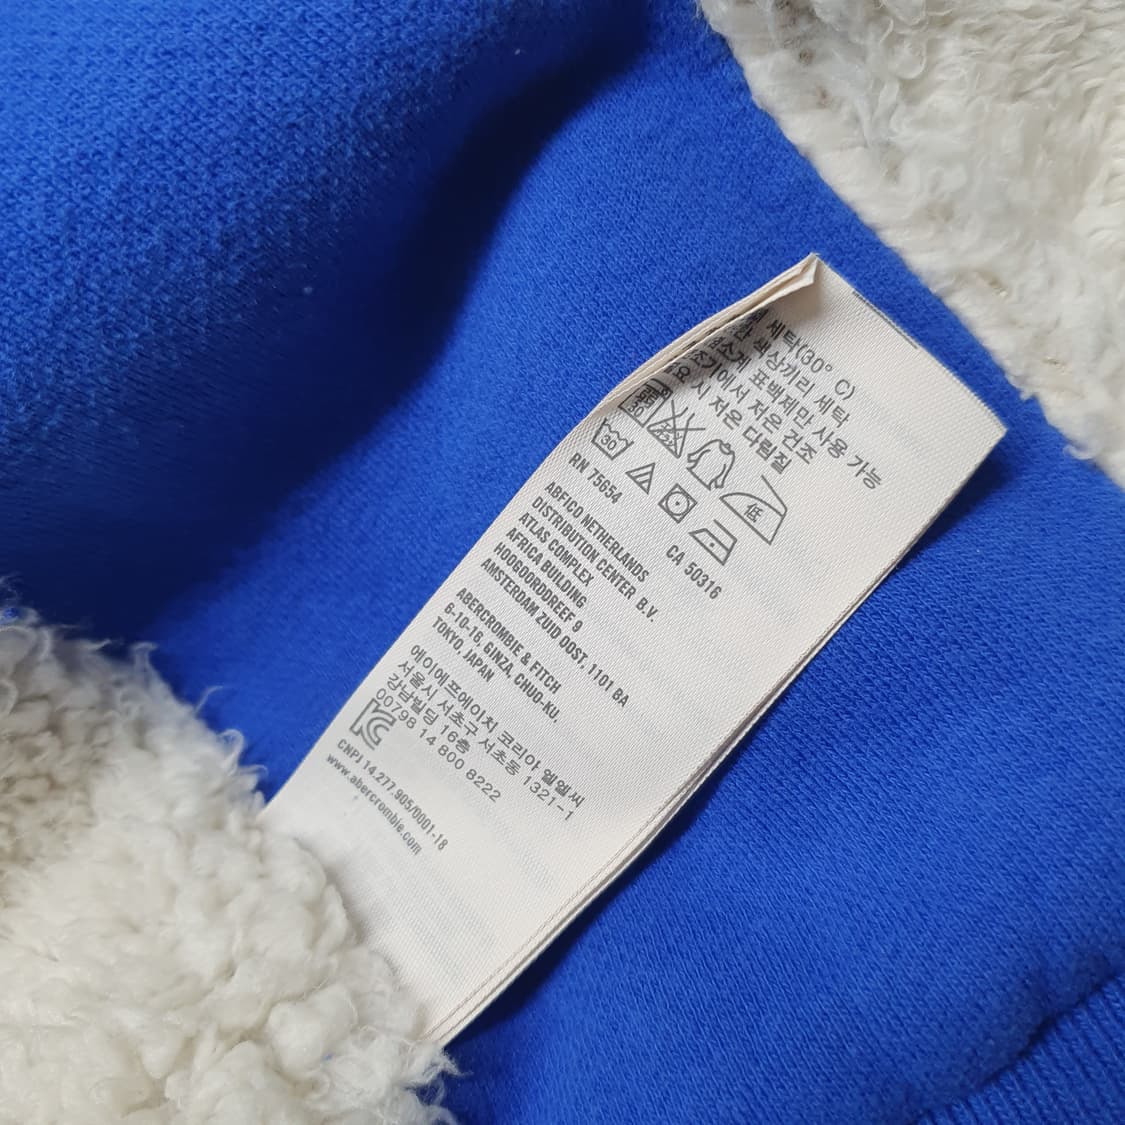 세탁(30° C)
색상끼리 세탁
표백제만 사용 가능
조기에서 저온 건조
시 저온 다림질
30
低
30
RN 75654 CA 50316
ABFICO NETHERLANDS
DISTRIBUTION CENTER B.V.
ATLAS COMPLEX
AFRICA BUILDING
HOOGOORDDREEF 9
AMSTERDAM ZUID OOST, 1101 BA
ABERCROMBIE & FITCH
6-10-16, GINZA, CHUO-KU,
TOKYO, JAPAN
에이에프에이치 코리아 엘엘씨
서울시 서초구 서초동 1321-1
강남빌딩 16층
00798 14 800 8222
CNPJ 14.277.905/0001-18
www.abercrombie.com